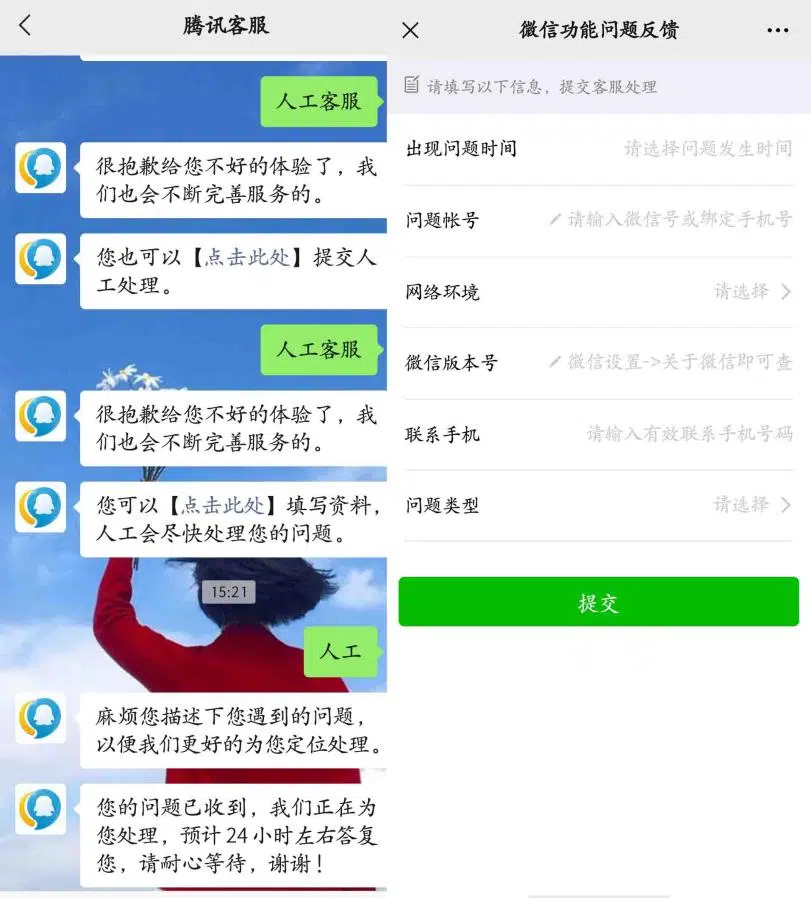 腾讯客服
人工客服
很抱歉给您不好的体验了，我
们也会不断完善服务的。
您也可以【点击此处】提交人
工处理。
人工客服
很抱歉给您不好的体验了，我
们也会不断完善服务的。
您可以【点击此处】填写资料，
人工会尽快处理您的问题。
15:21
人工
麻烦您描述下您遇到的问题，
以便我们更好的为您定位处理。
您的问题已收到，我们正在为
您处理，预计24小时左右答复
您，请耐心等待，谢谢！
微信功能问题反馈
请填写以下信息，提交客服处理
出现问题时间 请选择问题发生时间
问题帐号 请输入微信号或绑定手机号
网络环境 请选择
微信版本号 微信设置->关于微信即可查
联系手机 请输入有效联系手机号码
问题类型 请选择
提交